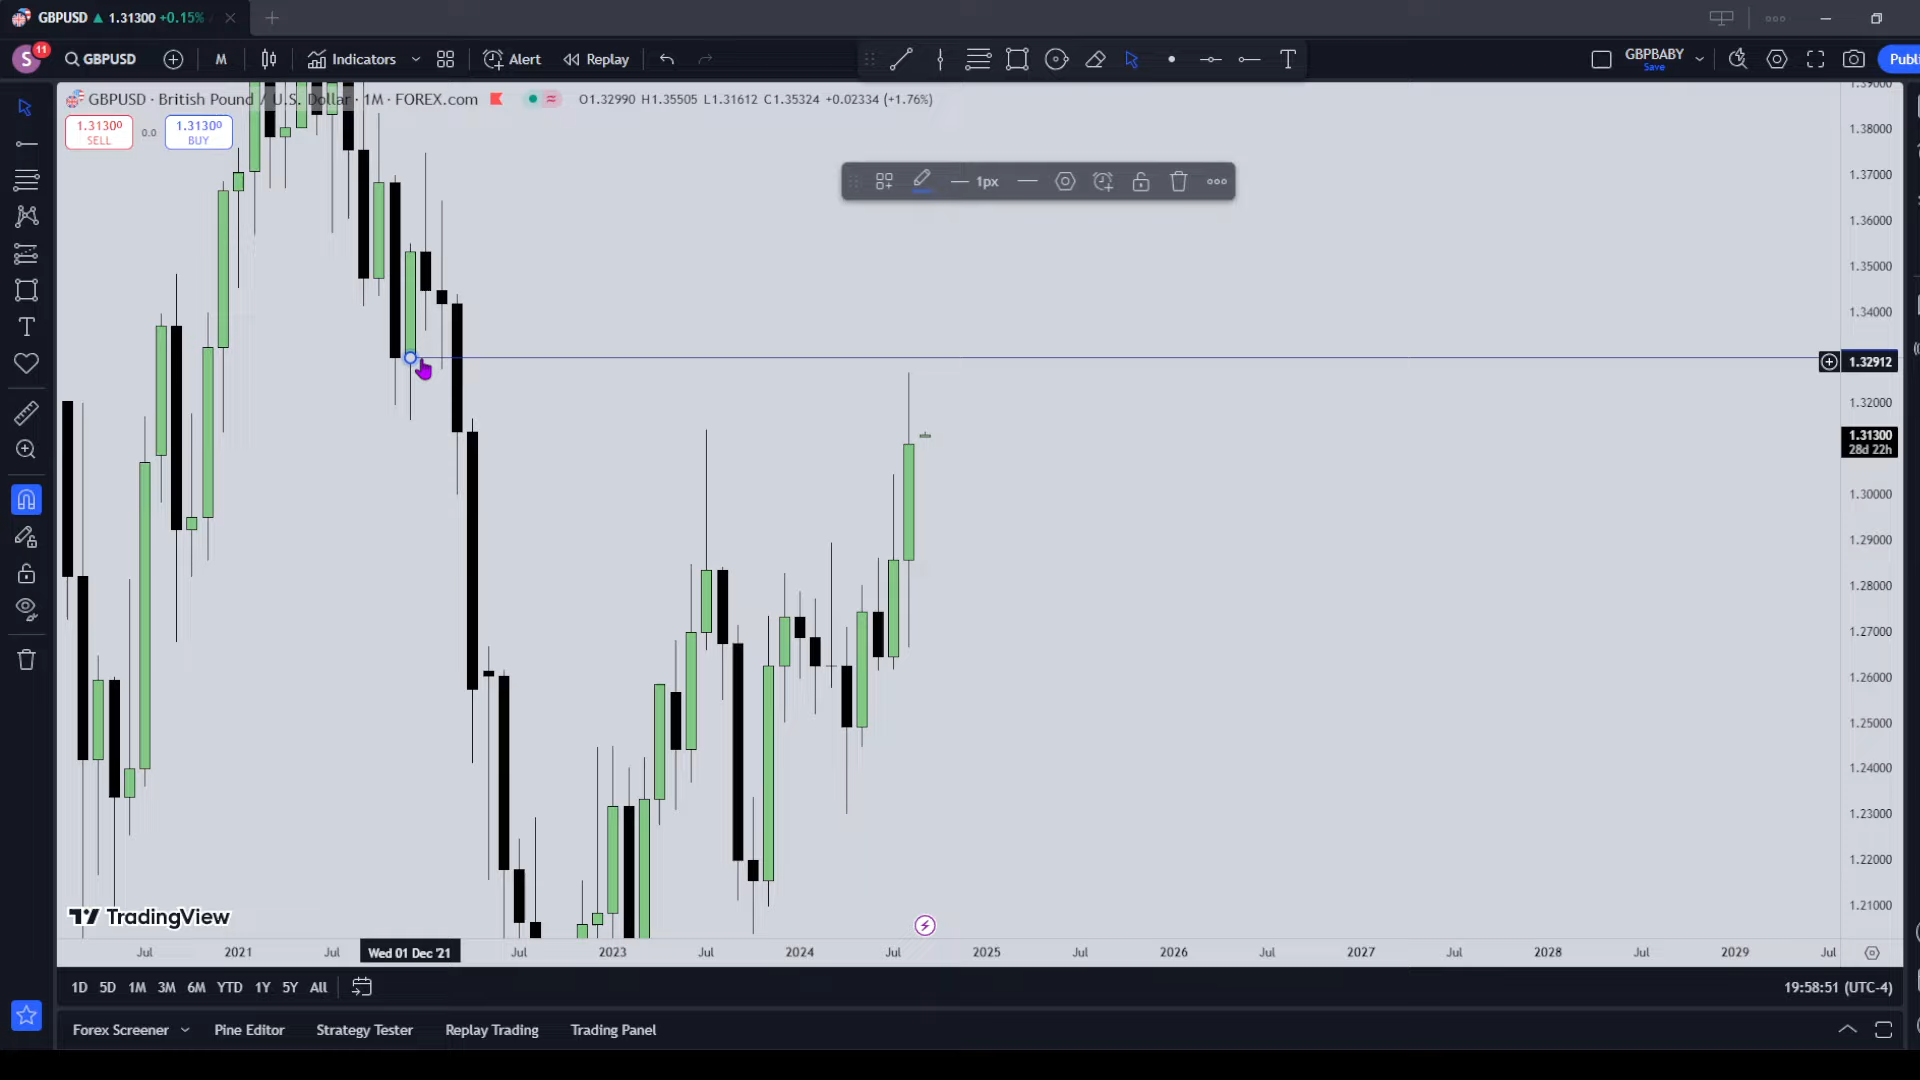 GBPUSD ▲ 1.31300 +0.15%
S 11 GBPUSD M Indicators Alert Replay T GBPBABY Save Publi
GBPUSD · British Pound / U.S. Dollar · 1M · FOREX.com O1.32990 H1.35505 L1.31612 C1.35324 +0.02334 (+1.76%)
1.31300 SELL 0.0 1.31300 BUY
1px
1.39000
1.38000
1.37000
1.36000
1.35000
1.34000
1.32912
1.32000
1.31300
28d 22h
1.30000
1.29000
1.28000
1.27000
1.26000
1.25000
1.24000
1.23000
1.22000
1.21000
TradingView
Jul 2021 Jul Wed 01 Dec '21 Jul 2023 Jul 2024 Jul 2025 Jul 2026 Jul 2027 Jul 2028 Jul 2029 Jul
1D 5D 1M 3M 6M YTD 1Y 5Y All 19:58:51 (UTC-4)
Forex Screener Pine Editor Strategy Tester Replay Trading Trading Panel